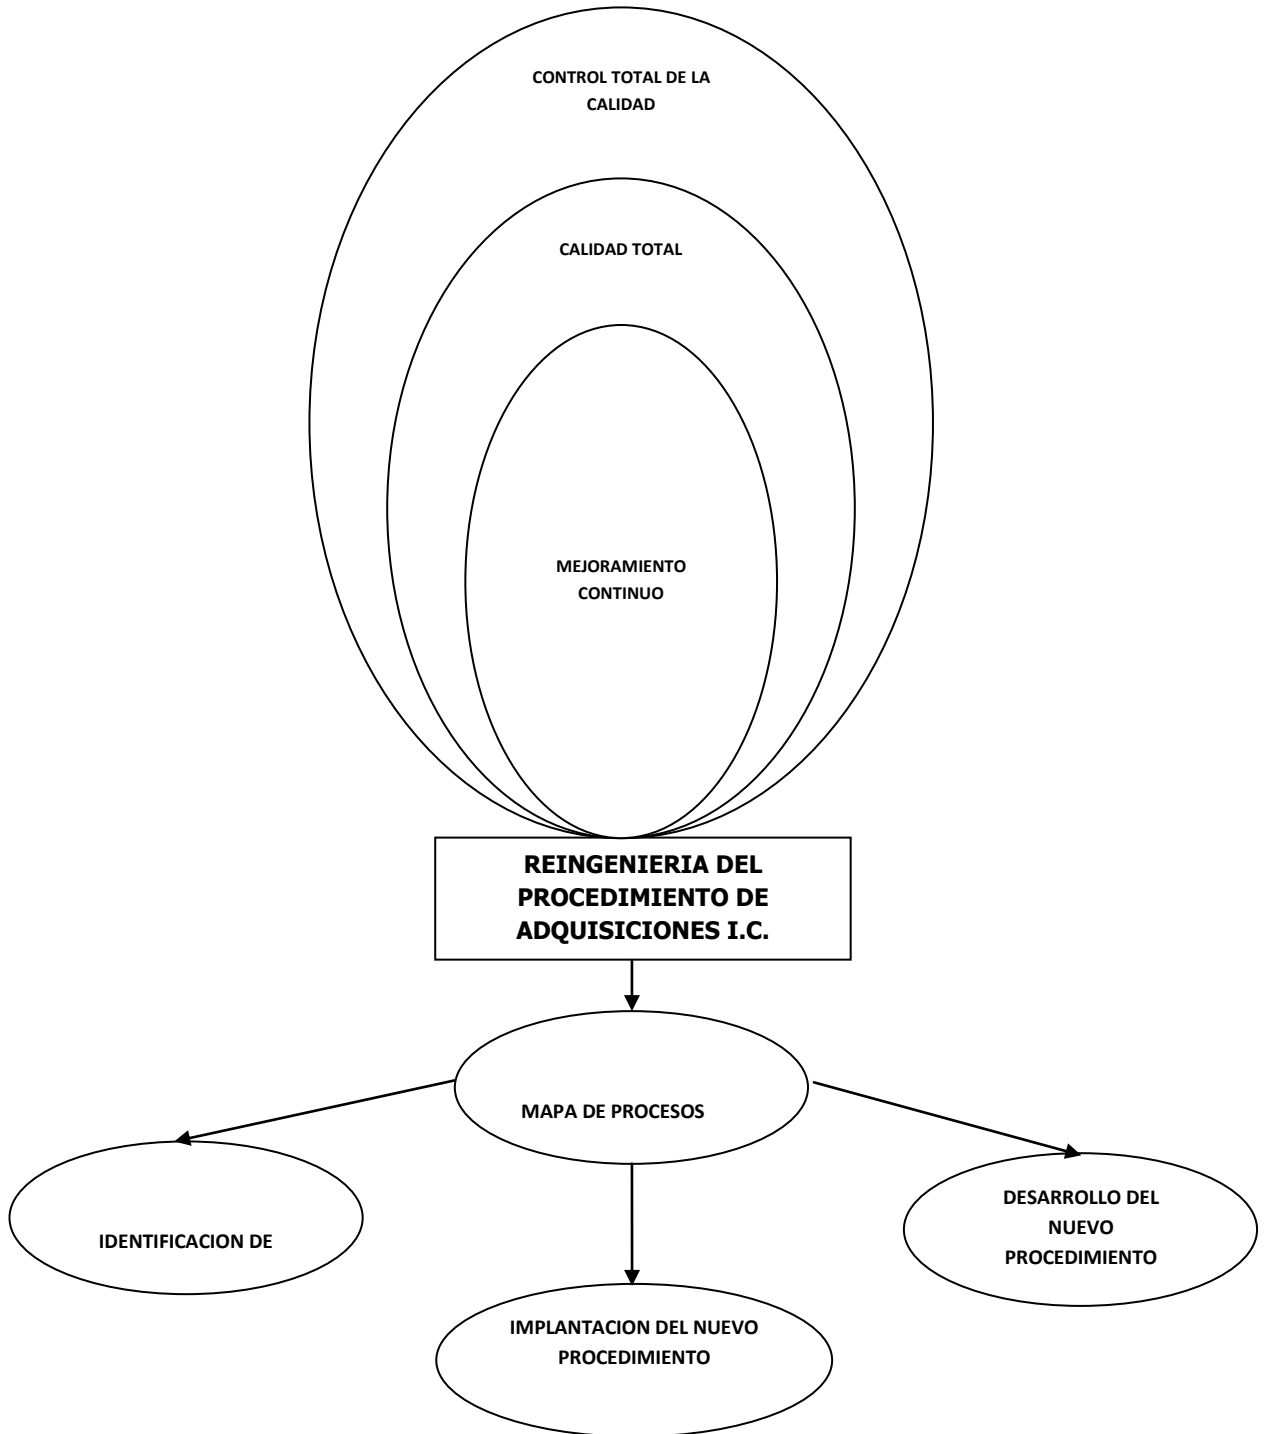 CONTROL TOTAL DE LA
CALIDAD
CALIDAD TOTAL
MEJORAMIENTO
CONTINUO
REINGENIERIA DEL
PROCEDIMIENTO DE
ADQUISICIONES I.C.
MAPA DE PROCESOS
IDENTIFICACION DE
DESARROLLO DEL
NUEVO
PROCEDIMIENTO
IMPLANTACION DEL NUEVO
PROCEDIMIENTO